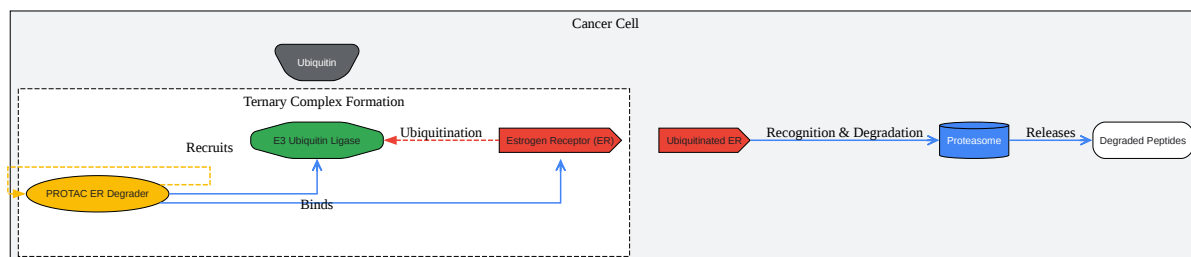 Cancer Cell
Ubiquitin
Ternary Complex Formation
E3 Ubiquitin Ligase
Ubiquitination
Estrogen Receptor (ER)
Ubiquitinated ER
Recognition & Degradation
Proteasome
Releases
Degraded Peptides
Recruits
PROTAC ER Degrader
Binds